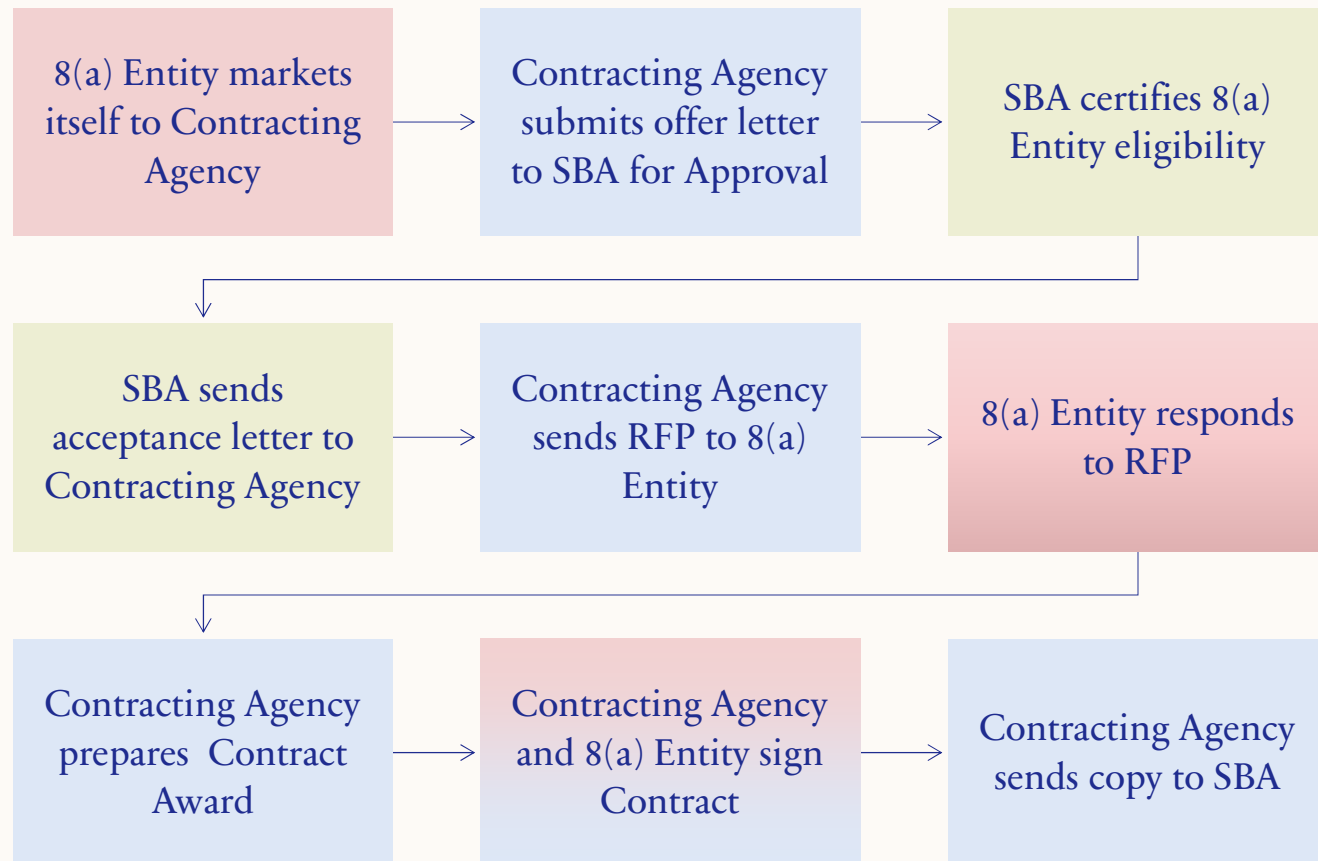 8(a) Entity markets
itself to Contracting
Agency
Contracting Agency
submits offer letter
to SBA for Approval
SBA certifies 8(a)
Entity eligibility
SBA sends
acceptance letter to
Contracting Agency
Contracting Agency
sends RFP to 8(a)
Entity
8(a) Entity responds
to RFP
Contracting Agency
prepares  Contract
Award
Contracting Agency
and 8(a) Entity sign
Contract
Contracting Agency
sends copy to SBA